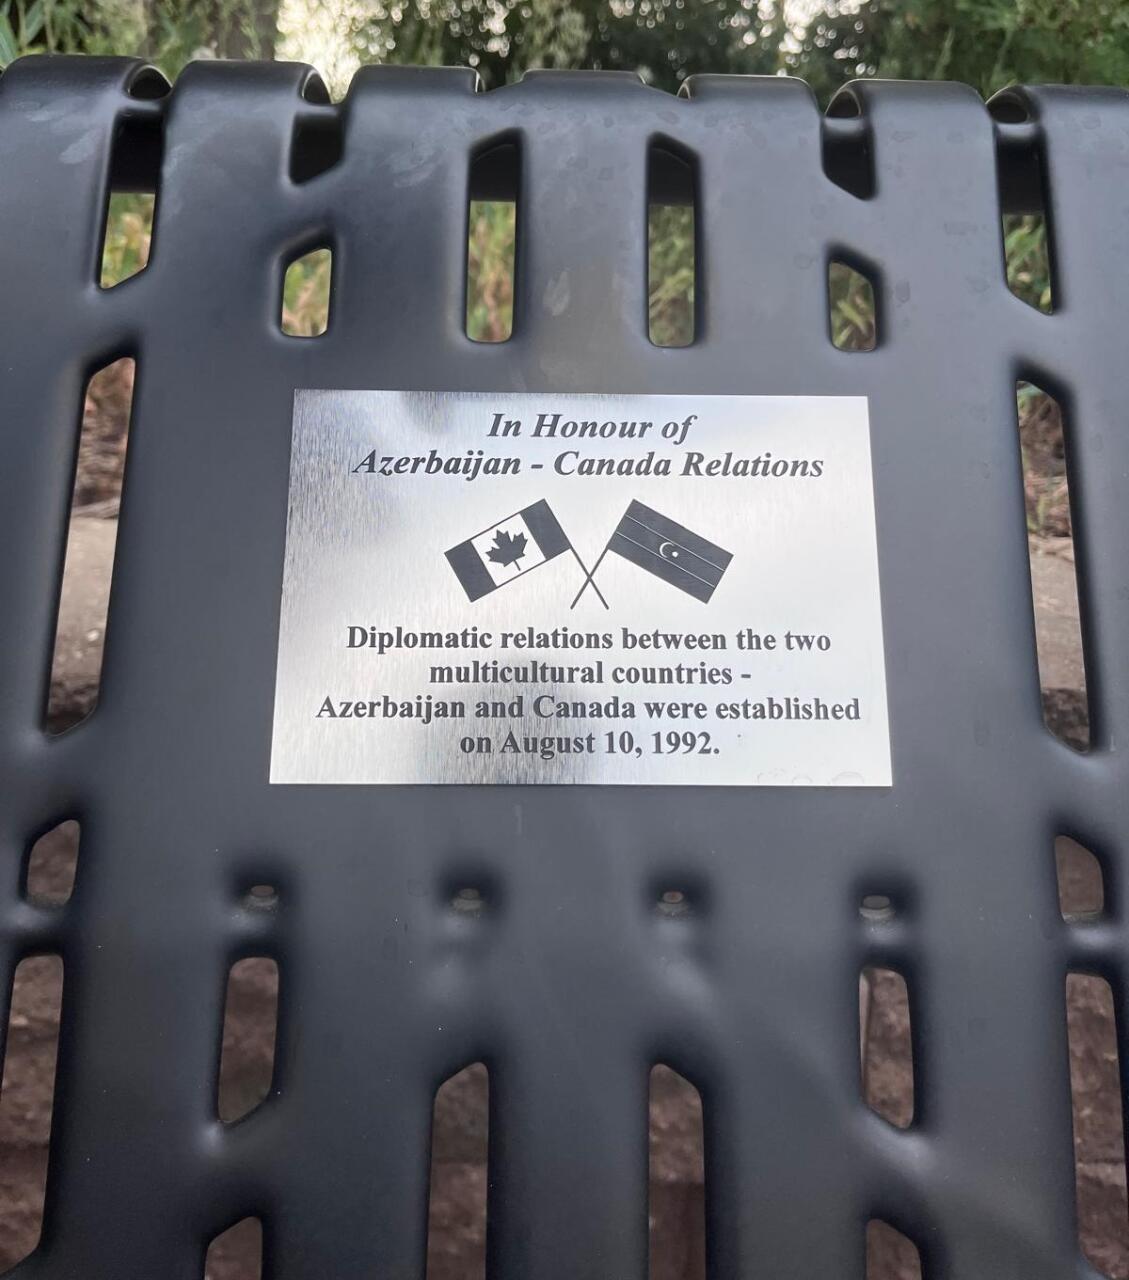 In Honour of
Azerbaijan - Canada Relations
Diplomatic relations between the two
multicultural countries -
Azerbaijan and Canada were established
on August 10, 1992.